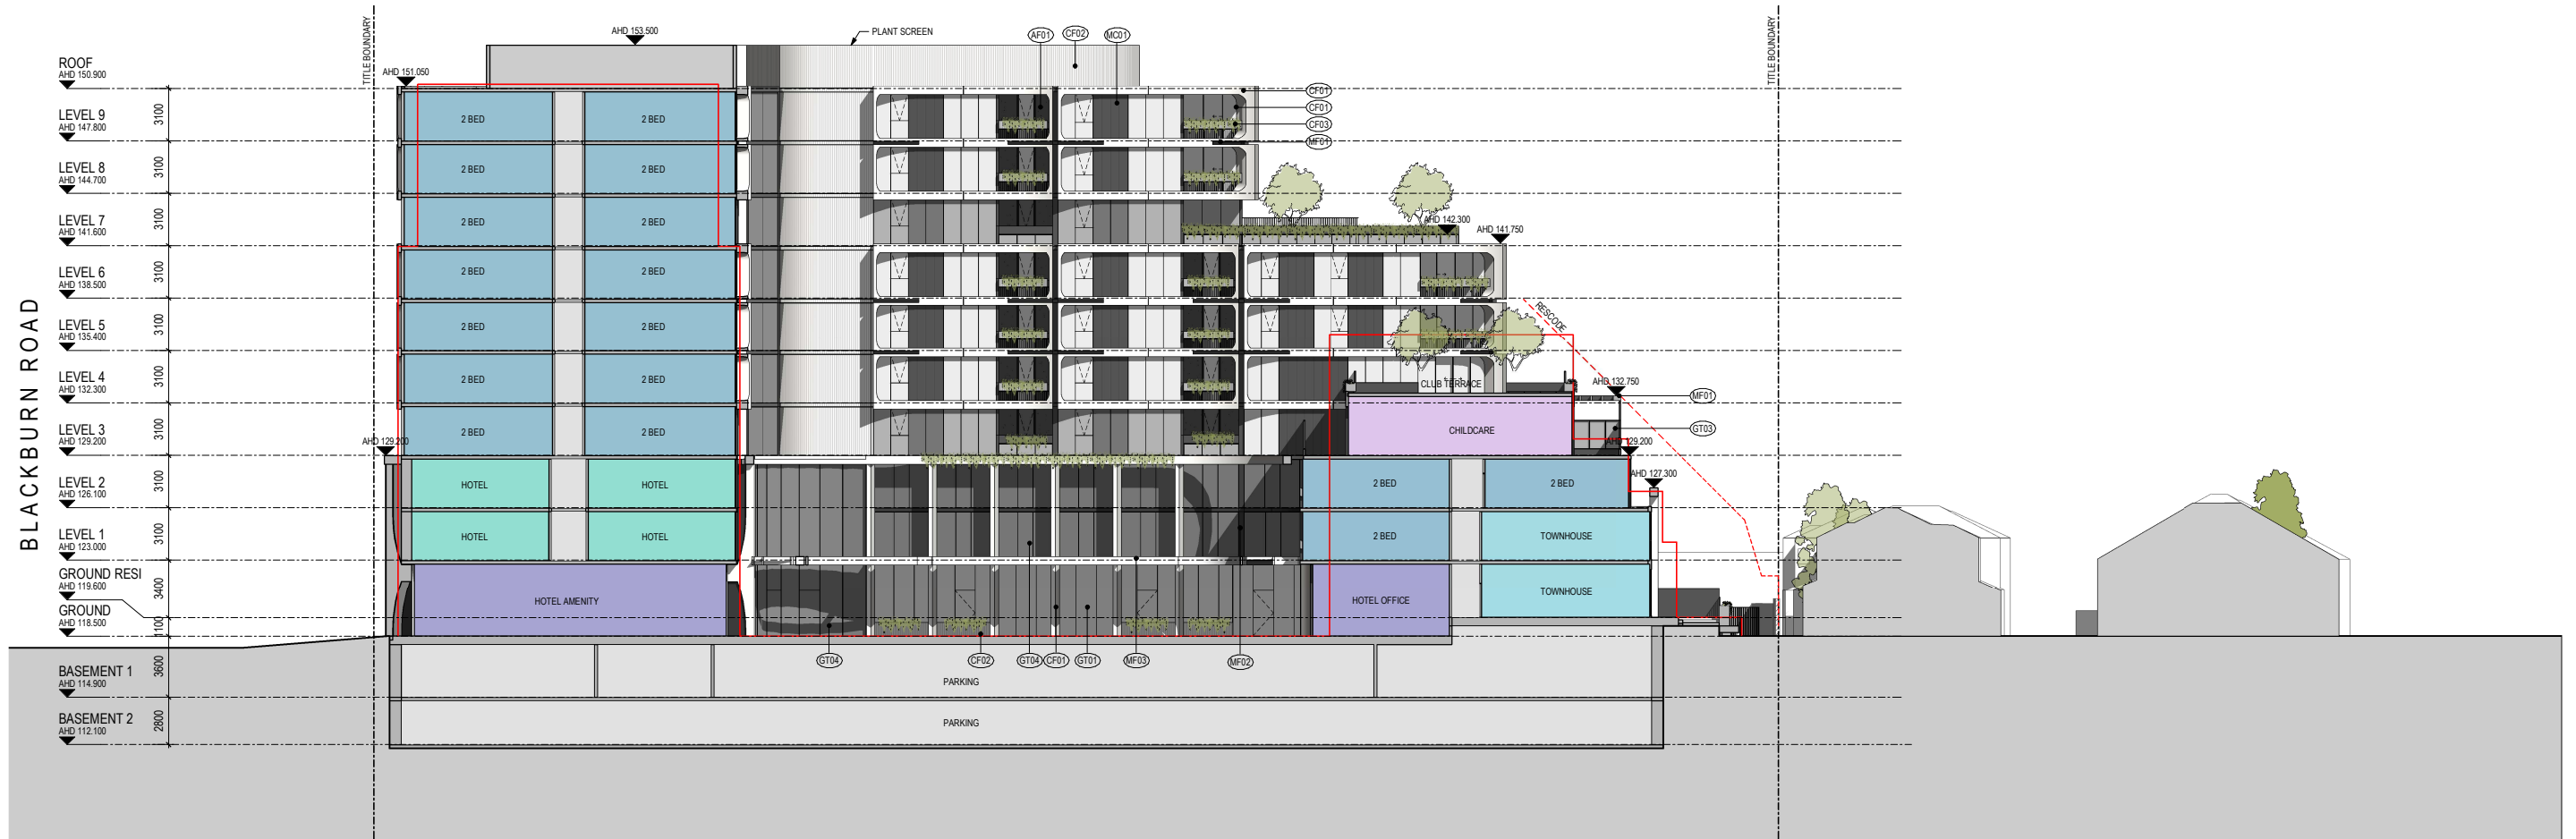 BLACKBURN ROAD
TITLE BOUNDARY
TITLE BOUNDARY
ROOF
AHD 150.900
LEVEL 9
AHD 147.800
LEVEL 8
AHD 144.700
LEVEL 7
AHD 141.600
LEVEL 6
AHD 138.500
LEVEL 5
AHD 135.400
LEVEL 4
AHD 132.300
LEVEL 3
AHD 129.200
LEVEL 2
AHD 126.100
LEVEL 1
AHD 123.000
GROUND RESI
AHD 119.600
GROUND
AHD 118.500
BASEMENT 1
AHD 114.900
BASEMENT 2
AHD 112.100
3100
3100
3100
3100
3100
3100
3100
3100
3100
3400
1100
3600
2800
AHD 153.500
PLANT SCREEN
AF01
CF02
MC01
AHD 151.050
CF01
CF01
CF03
MF01
2 BED
2 BED
2 BED
2 BED
2 BED
2 BED
AHD 142.300
AHD 141.750
2 BED
2 BED
2 BED
2 BED
RESCODE
2 BED
2 BED
CLUB TERRACE
AHD 132.750
MF01
2 BED
2 BED
CHILDCARE
GT03
AHD 129.200
AHD 129.200
AHD 127.300
HOTEL
HOTEL
2 BED
2 BED
HOTEL
HOTEL
2 BED
TOWNHOUSE
HOTEL AMENITY
HOTEL OFFICE
TOWNHOUSE
GT04
CF02
GT04
CF01
GT01
MF03
MF02
PARKING
PARKING